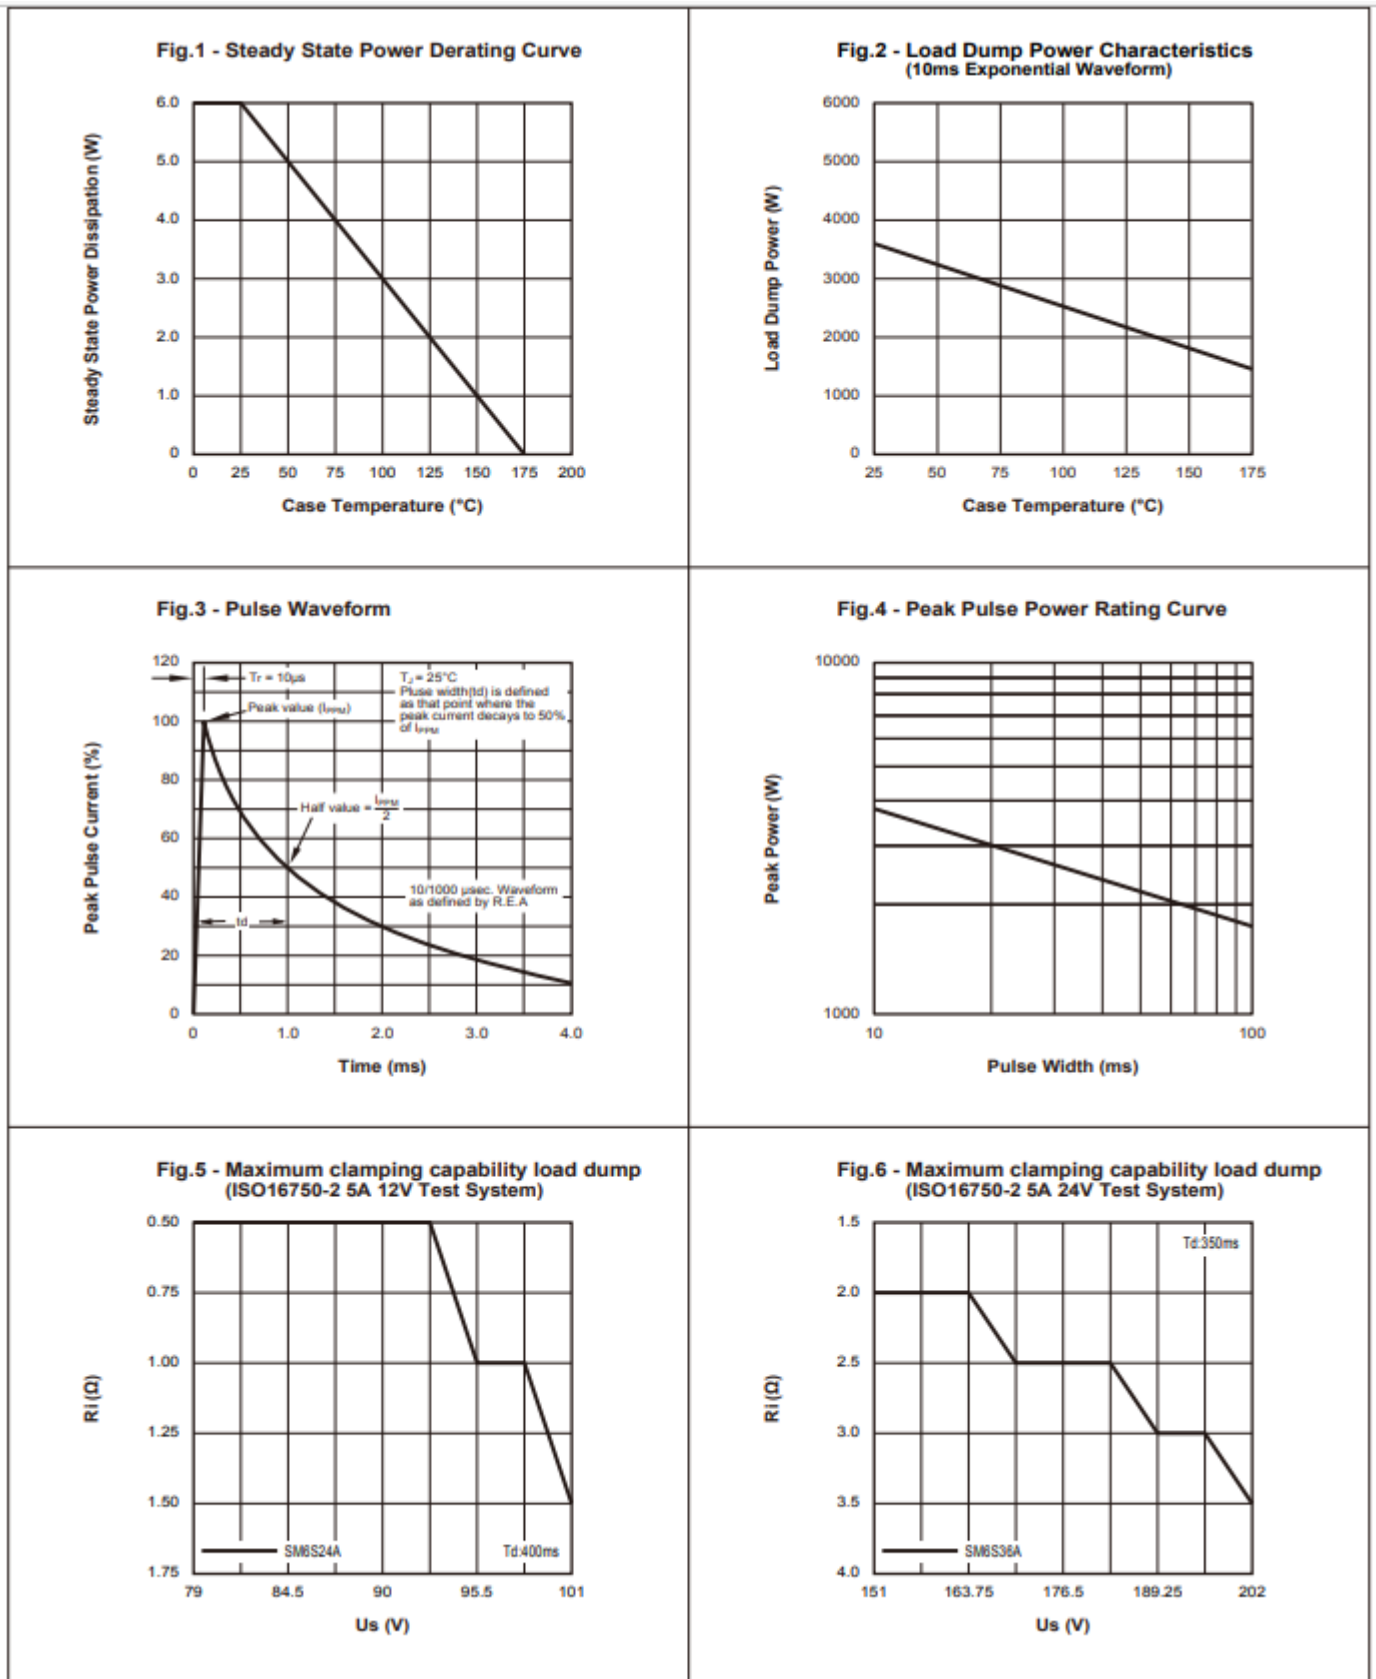 Fig.1 - Steady State Power Derating Curve
6.0
5.0
4.0
3.0
2.0
1.0
0
Steady State Power Dissipation (W)
0 25 50 75 100 125 150 175 200
Case Temperature (°C)
Fig.2 - Load Dump Power Characteristics
(10ms Exponential Waveform)
6000
5000
4000
3000
2000
1000
0
Load Dump Power (W)
25 50 75 100 125 150 175
Case Temperature (°C)
Fig.3 - Pulse Waveform
120
100
80
60
40
20
0
Peak Pulse Current (%)
Tr = 10μs
Peak value (IPPM)
TJ = 25°C
Pluse width(td) is defined
as that point where the
peak current decays to 50%
of IPPM
Half value = IPPM
2
10/1000 μsec. Waveform
as defined by R.E.A
td
0 1.0 2.0 3.0 4.0
Time (ms)
Fig.4 - Peak Pulse Power Rating Curve
10000
1000
Peak Power (W)
10 100
Pulse Width (ms)
Fig.5 - Maximum clamping capability load dump
(ISO16750-2 5A 12V Test System)
0.50
0.75
1.00
1.25
1.50
1.75
Ri (Ω)
SM6S24A
Td:400ms
79 84.5 90 95.5 101
Us (V)
Fig.6 - Maximum clamping capability load dump
(ISO16750-2 5A 24V Test System)
1.5
2.0
2.5
3.0
3.5
4.0
Ri (Ω)
Td:350ms
SM6S36A
151 163.75 176.5 189.25 202
Us (V)